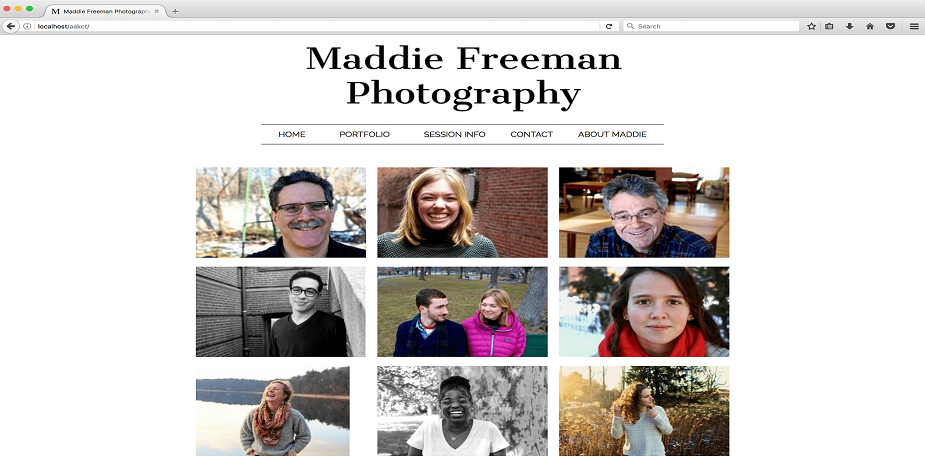 M Maddie Freeman Photograph
localhost/aakct/
Search
Maddie Freeman
Photography
HOME PORTFOLIO SESSION INFO CONTACT ABOUT MADDIE